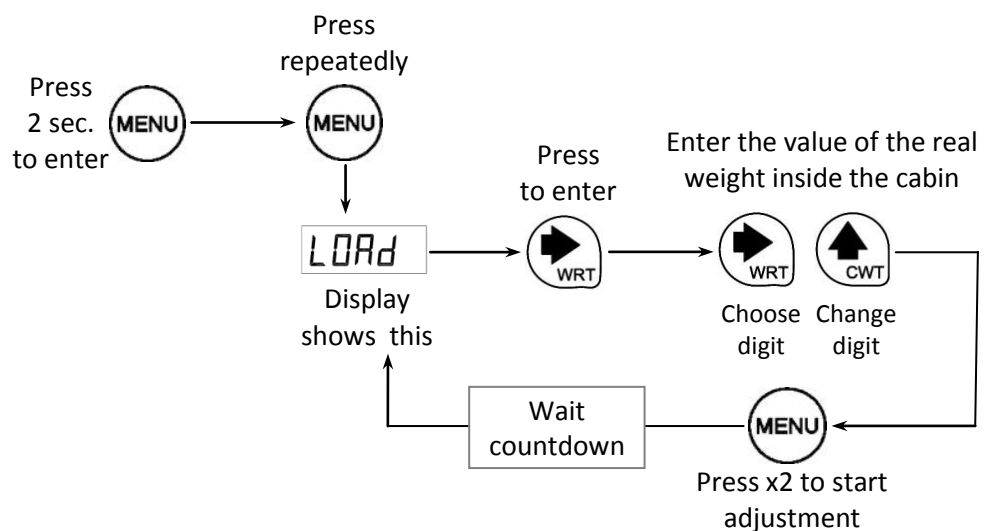 Press
2 sec.
to enter
MENU
Press
repeatedly
MENU
LOAd
Display
shows this
Press
to enter
WRT
Enter the value of the real
weight inside the cabin
WRT
CWT
Choose
digit
Change
digit
MENU
Press x2 to start
adjustment
Wait
countdown